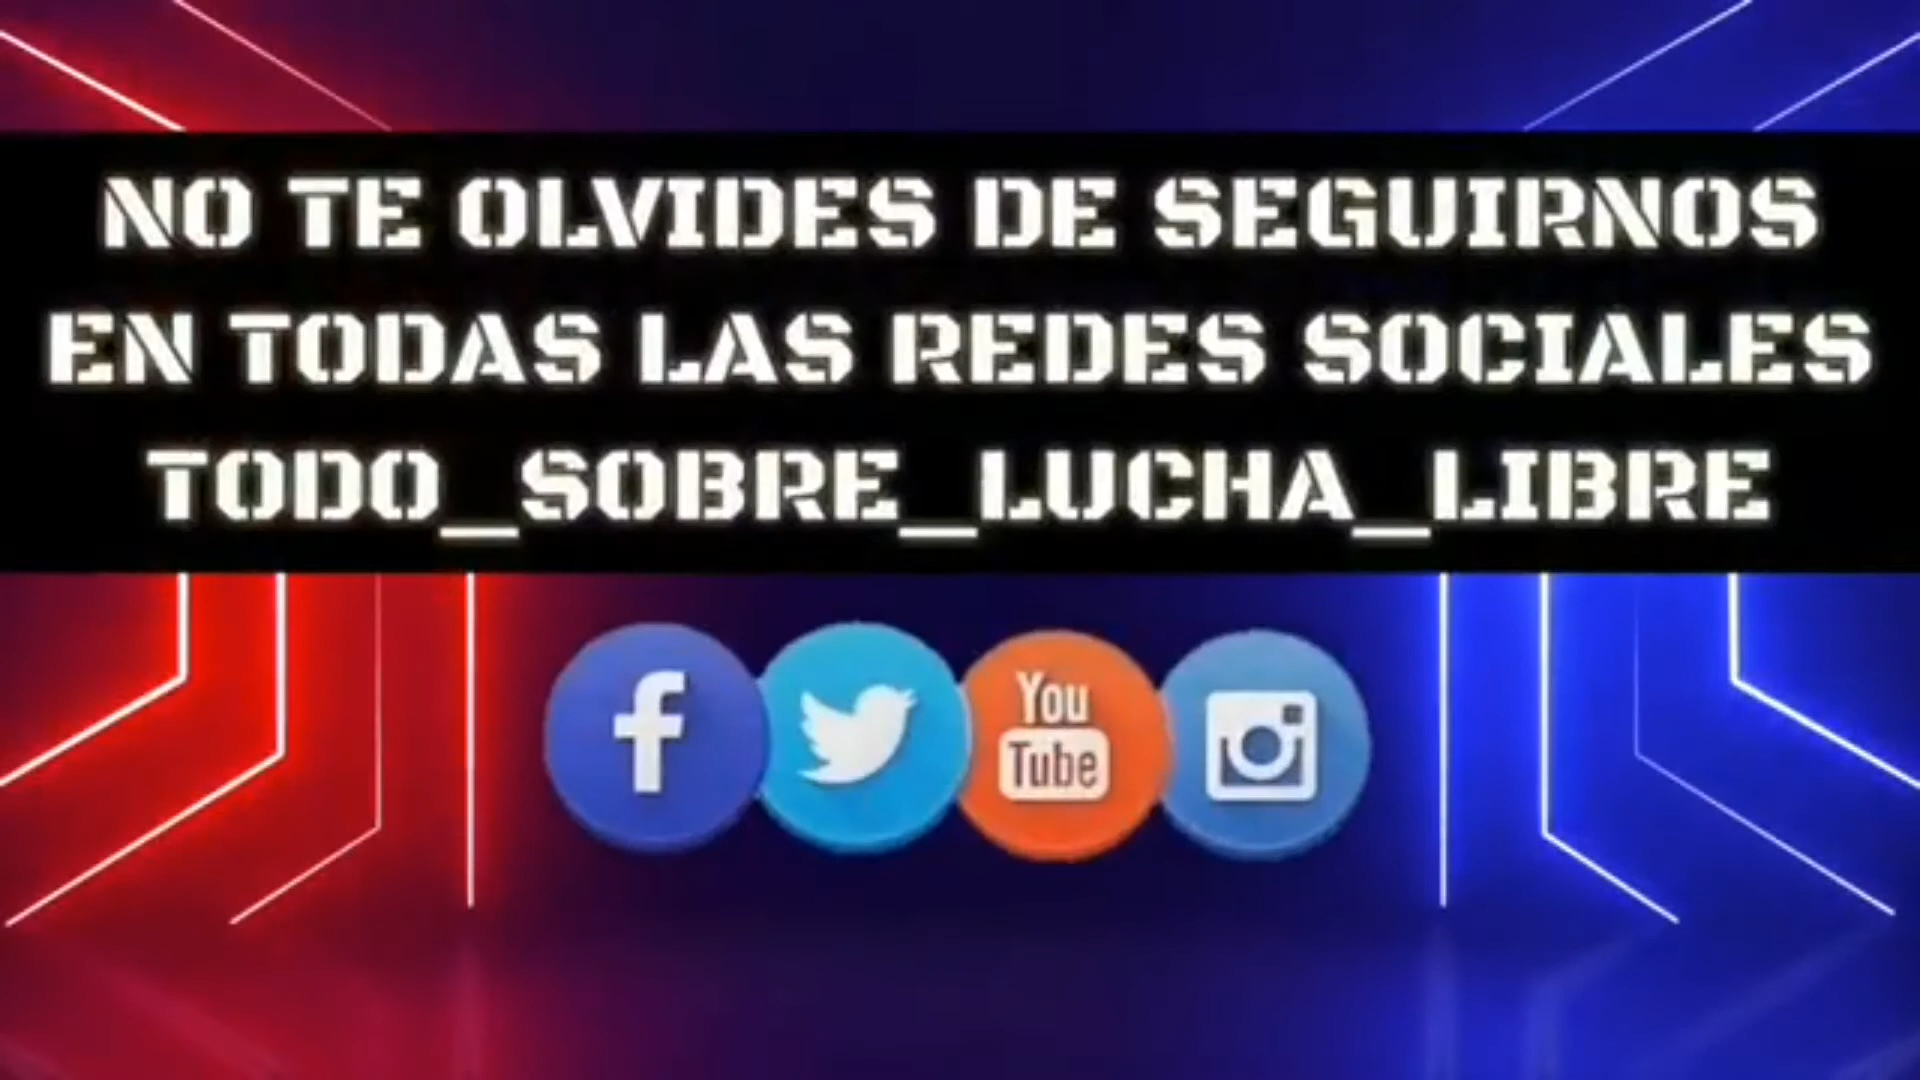 NO TE OLVIDES DE SEGUIRNOS
EN TODAS LAS REDES SOCIALES
TODO_SOBRE_LUCHA_LIBRE
f
You
Tube